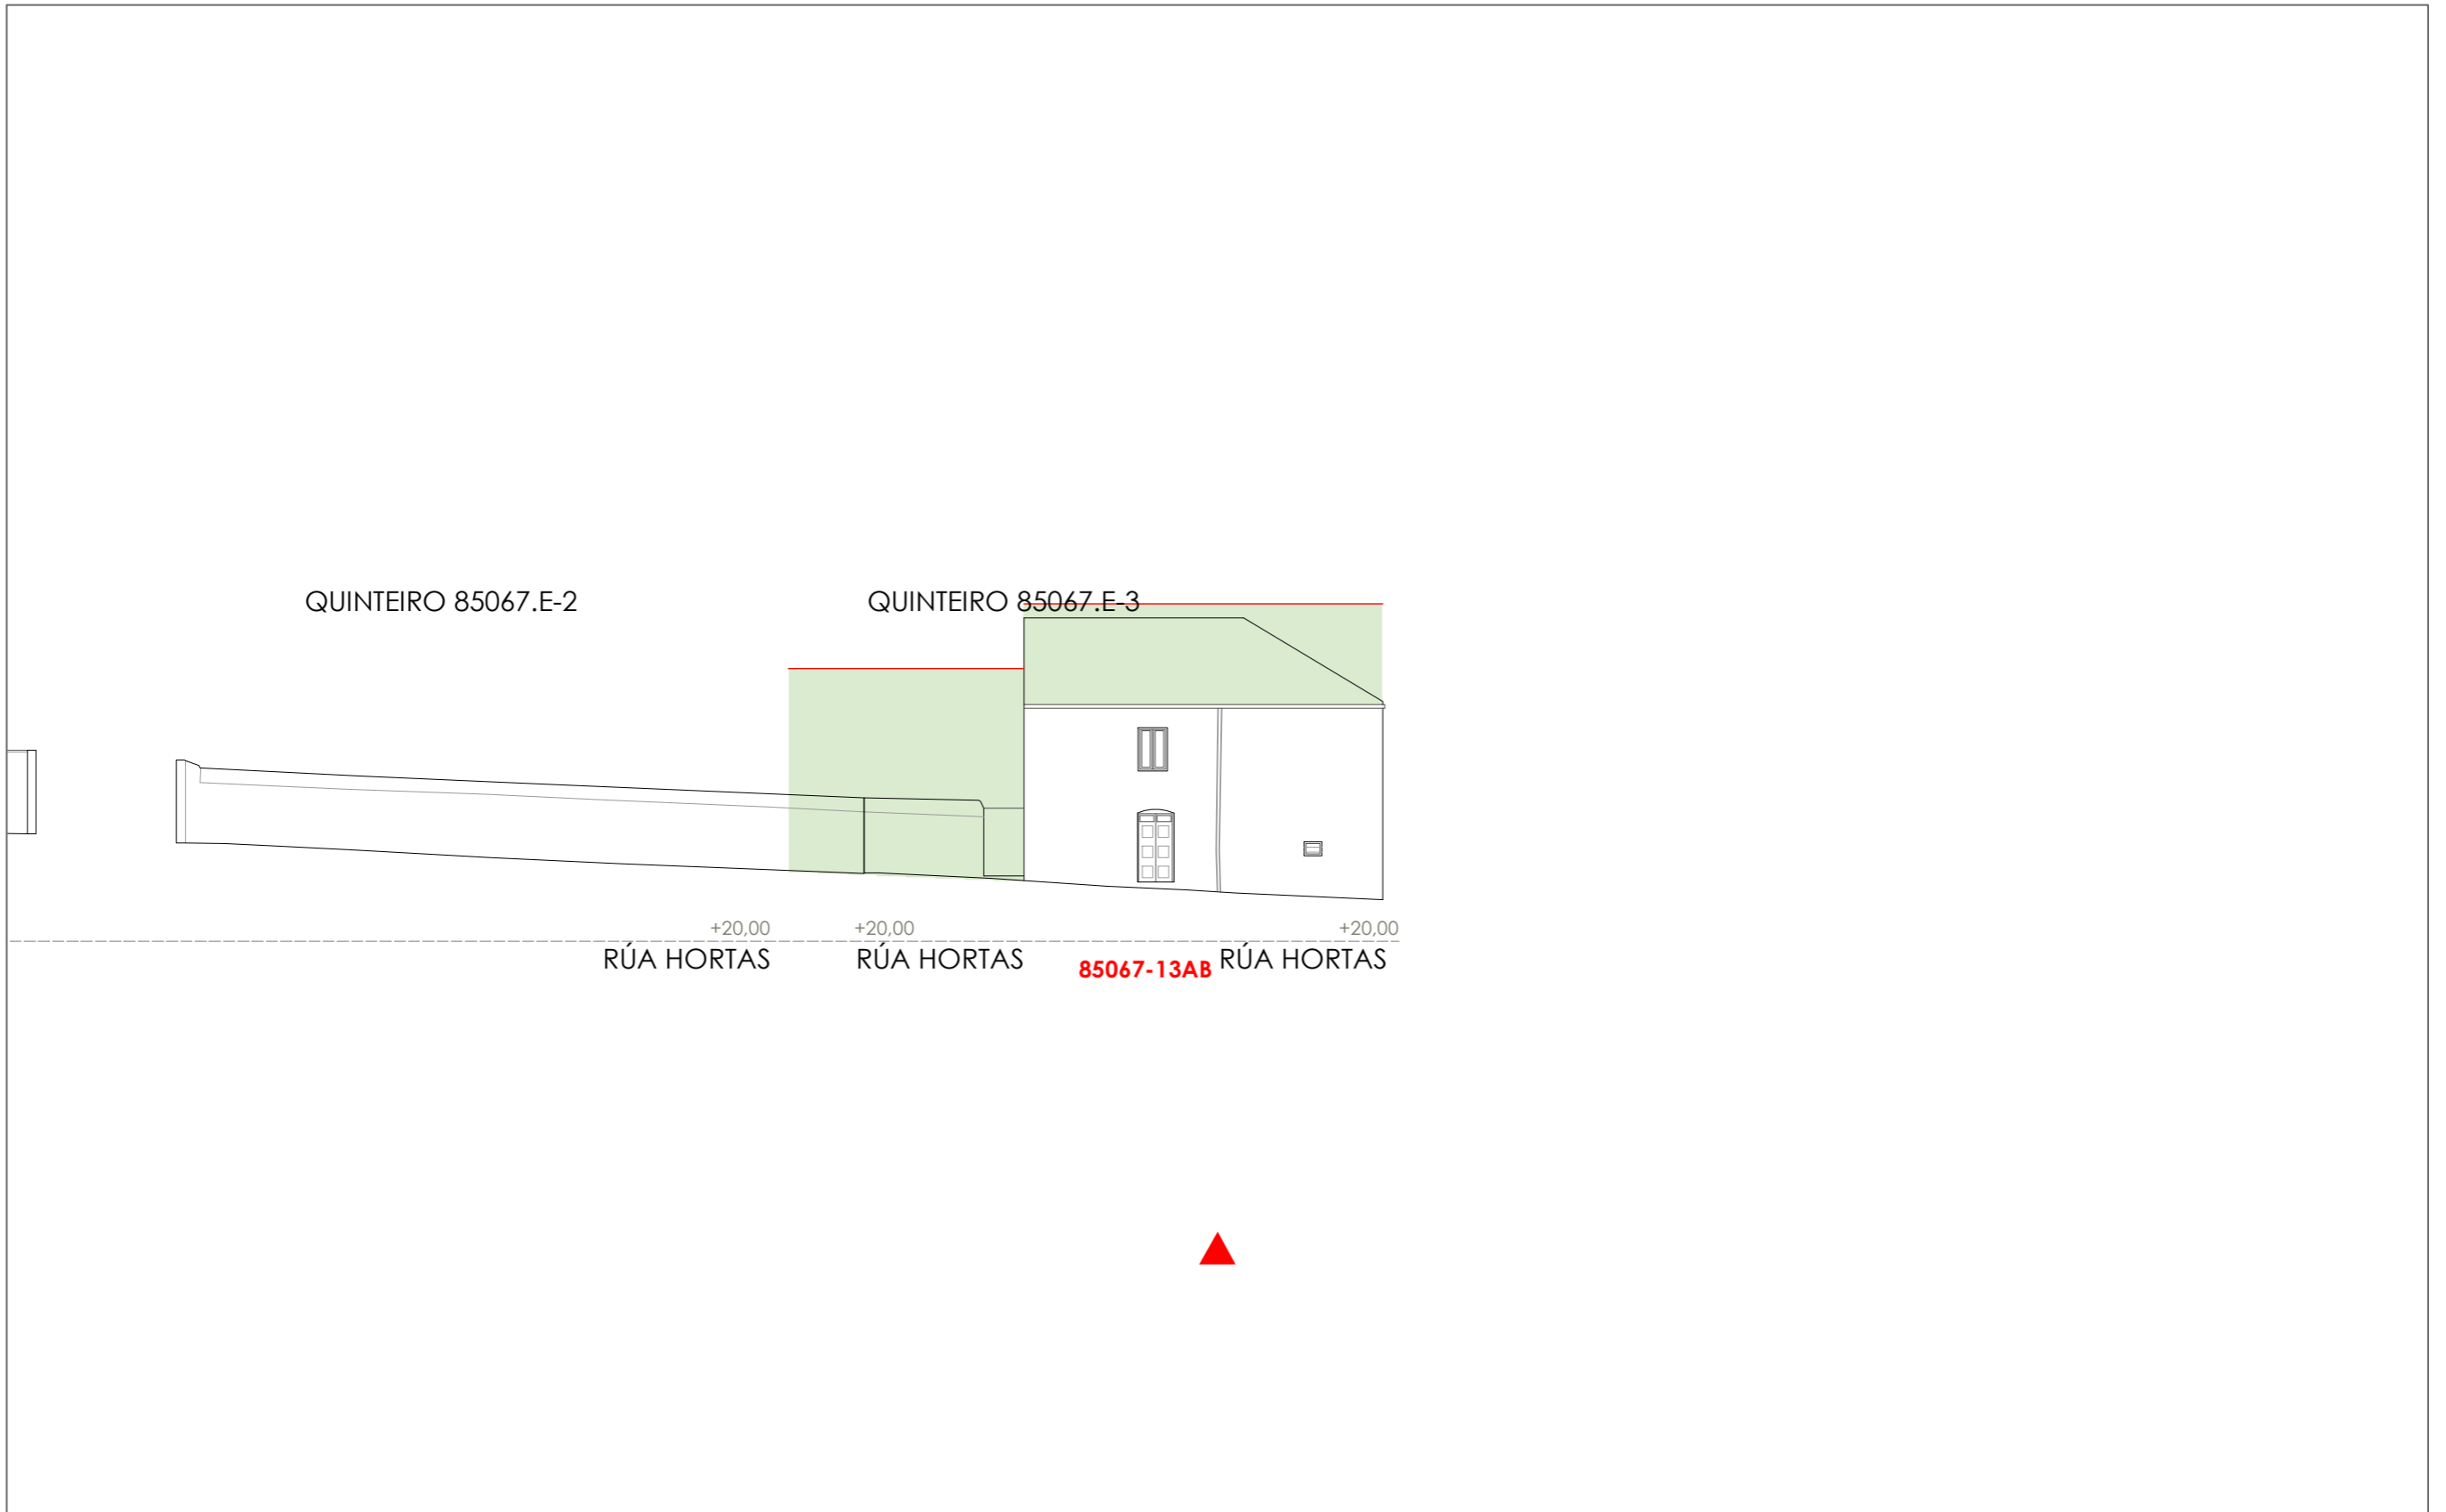 QUINTEIRO 85067.E-2
QUINTEIRO 85067.E-3
+20,00
+20,00
+20,00
RÚA HORTAS
RÚA HORTAS
85067-13AB
RÚA HORTAS